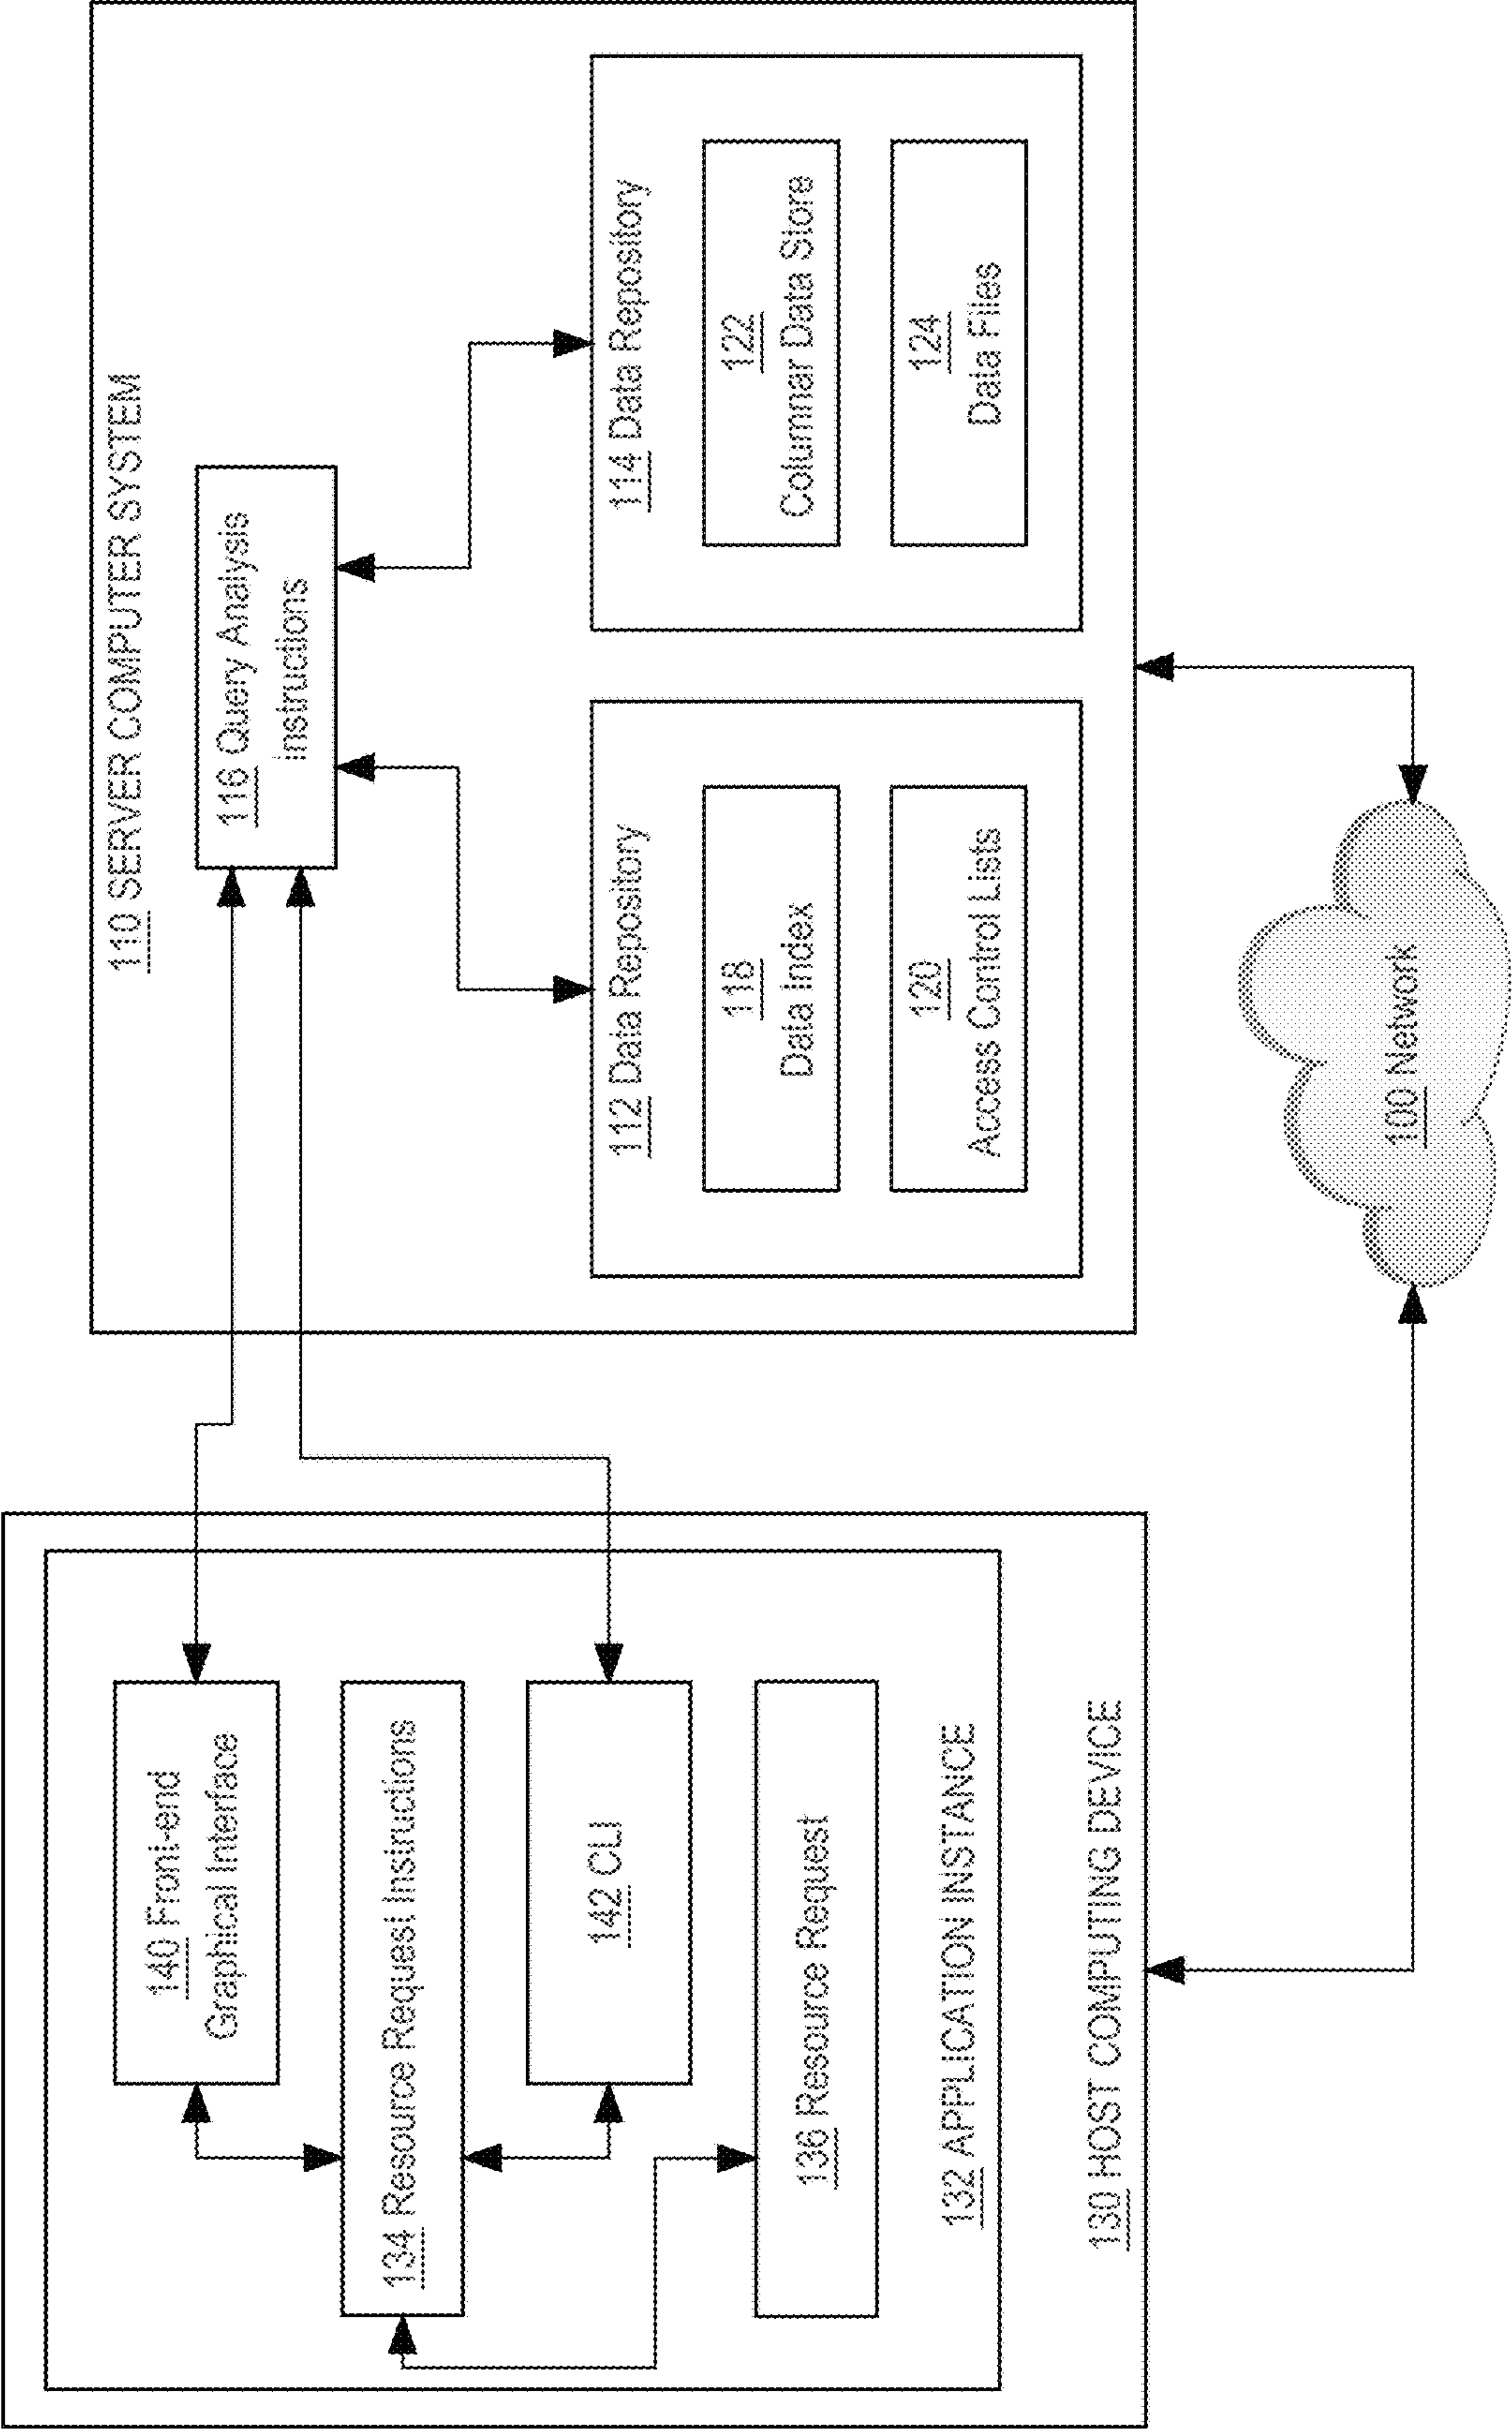 110 SERVER COMPUTER SYSTEM
116 Query Analysis
Instructions
112 Data Repository
118
Data Index
120
Access Control Lists
114 Data Repository
122
Columnar Data Store
124
Data Files
140 Front-end
Graphical Interface
134 Resource Request Instructions
142 CLI
136 Resource Request
132 APPLICATION INSTANCE
130 HOST COMPUTING DEVICE
100 Network